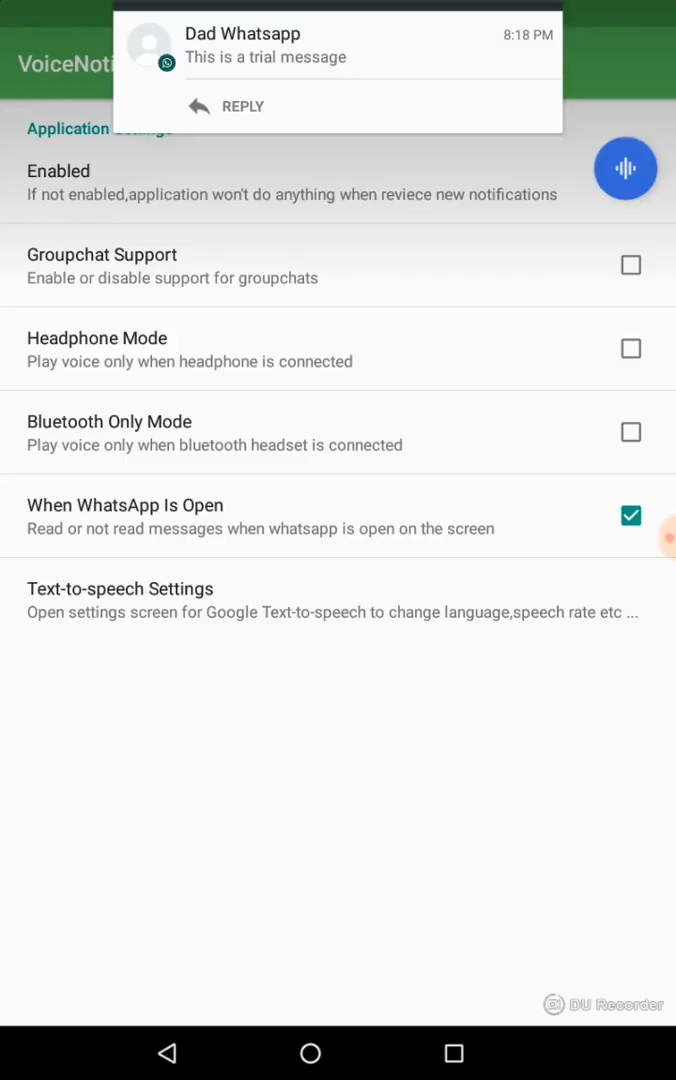 Dad Whatsapp
8:18 PM
This is a trial message
REPLY
VoiceNoti
Application
Enabled
If not enabled,application won't do anything when reviece new notifications
Groupchat Support
Enable or disable support for groupchats
Headphone Mode
Play voice only when headphone is connected
Bluetooth Only Mode
Play voice only when bluetooth headset is connected
When WhatsApp Is Open
Read or not read messages when whatsapp is open on the screen
Text-to-speech Settings
Open settings screen for Google Text-to-speech to change language,speech rate etc ...
DU Recorder